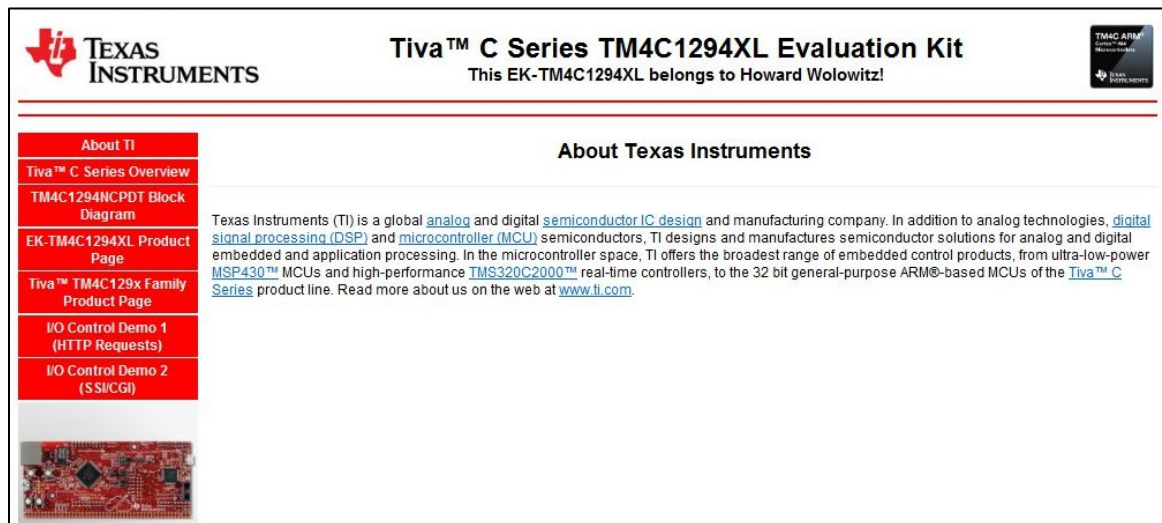 TEXAS
INSTRUMENTS
Tiva™ C Series TM4C1294XL Evaluation Kit
This EK-TM4C1294XL belongs to Howard Wolowitz!
TM4C ARM®
Cortex™-M4
Microcontrollers
TEXAS
INSTRUMENTS
About TI
Tiva™ C Series Overview
TM4C1294NCPDT Block
Diagram
EK-TM4C1294XL Product
Page
Tiva™ TM4C129x Family
Product Page
I/O Control Demo 1
(HTTP Requests)
I/O Control Demo 2
(SSI/CGI)
About Texas Instruments
Texas Instruments (TI) is a global analog and digital semiconductor IC design and manufacturing company. In addition to analog technologies, digital
signal processing (DSP) and microcontroller (MCU) semiconductors, TI designs and manufactures semiconductor solutions for analog and digital
embedded and application processing. In the microcontroller space, TI offers the broadest range of embedded control products, from ultra-low-power
MSP430™ MCUs and high-performance TMS320C2000™ real-time controllers, to the 32 bit general-purpose ARM®-based MCUs of the Tiva™ C
Series product line. Read more about us on the web at www.ti.com.